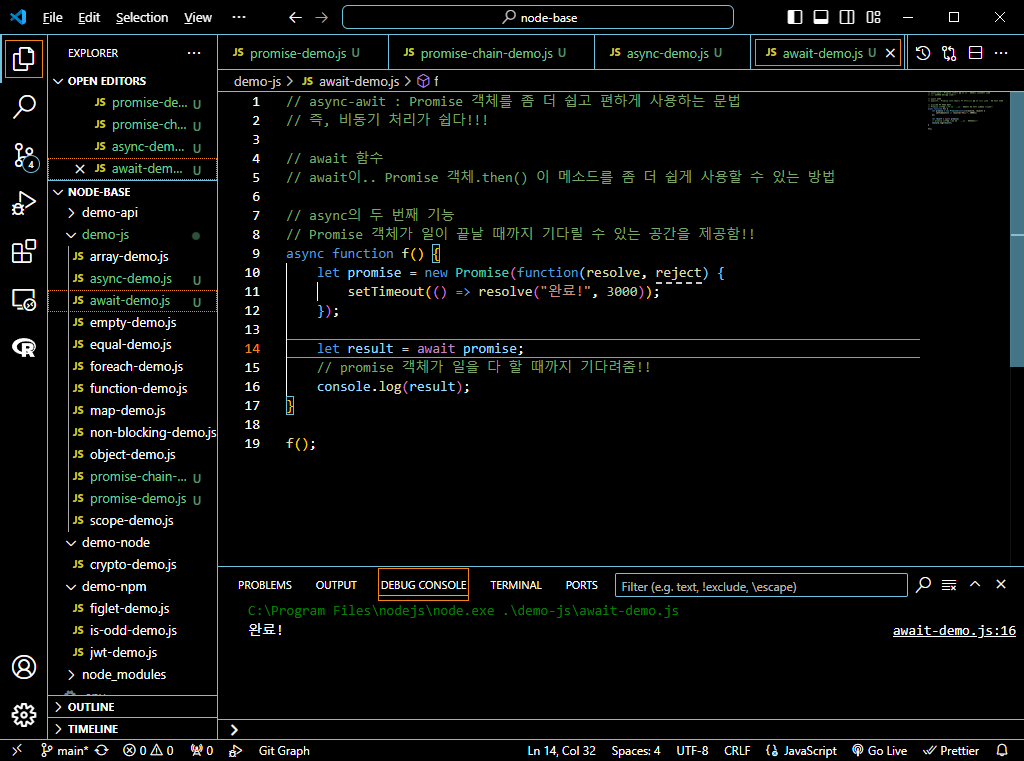 File Edit Selection View ··· node-base
EXPLORER ···
OPEN EDITORS
JS promise-de... U
JS promise-ch... U
JS async-dem... U
JS await-dem... U
NODE-BASE
demo-api
demo-js
JS array-demo.js
JS async-demo.js U
JS await-demo.js U
JS empty-demo.js
JS equal-demo.js
JS foreach-demo.js
JS function-demo.js
JS map-demo.js
JS non-blocking-demo.js
JS object-demo.js
JS promise-chain-... U
JS promise-demo.js U
JS scope-demo.js
demo-node
JS crypto-demo.js
demo-npm
JS figlet-demo.js
JS is-odd-demo.js
JS jwt-demo.js
node_modules
OUTLINE
TIMELINE
4
JS promise-demo.js U JS promise-chain-demo.js U JS async-demo.js U JS await-demo.js U
demo-js > JS await-demo.js > f
1 // async-awit : Promise 객체를 좀 더 쉽고 편하게 사용하는 문법
2 // 즉, 비동기 처리가 쉽다!!!
3
4 // await 함수
5 // await이.. Promise 객체.then() 이 메소드를 좀 더 쉽게 사용할 수 있는 방법
6
7 // async의 두 번째 기능
8 // Promise 객체가 일이 끝날 때까지 기다릴 수 있는 공간을 제공함!!
9 async function f() {
10 let promise = new Promise(function(resolve, reject) {
11 setTimeout(() => resolve("완료!", 3000));
12 });
13
14 let result = await promise;
15 // promise 객체가 일을 다 할 때까지 기다려줌!!
16 console.log(result);
17 }
18
19 f();
PROBLEMS OUTPUT DEBUG CONSOLE TERMINAL PORTS Filter (e.g. text, !exclude, \escape)
C:\Program Files\nodejs\node.exe .\demo-js\await-demo.js
완료! await-demo.js:16
main* 0 0 0 Git Graph Ln 14, Col 32 Spaces: 4 UTF-8 CRLF JavaScript Go Live Prettier